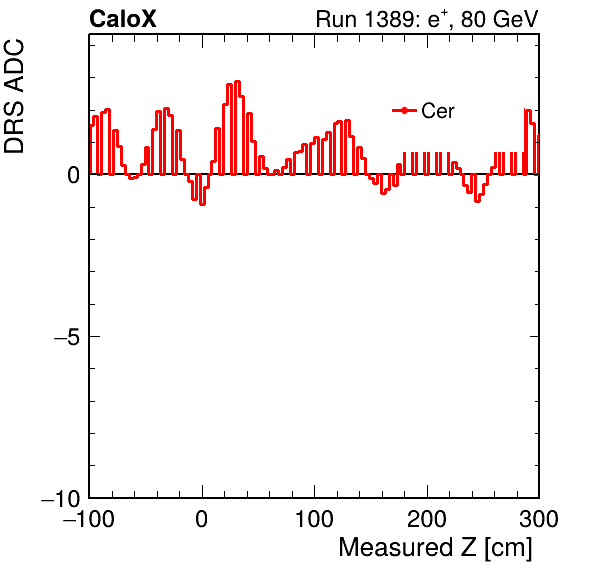 CaloX Run 1389: e⁺, 80 GeV
DRS ADC
Cer
0
−5
−10
−100 0 100 200 300
Measured Z [cm]